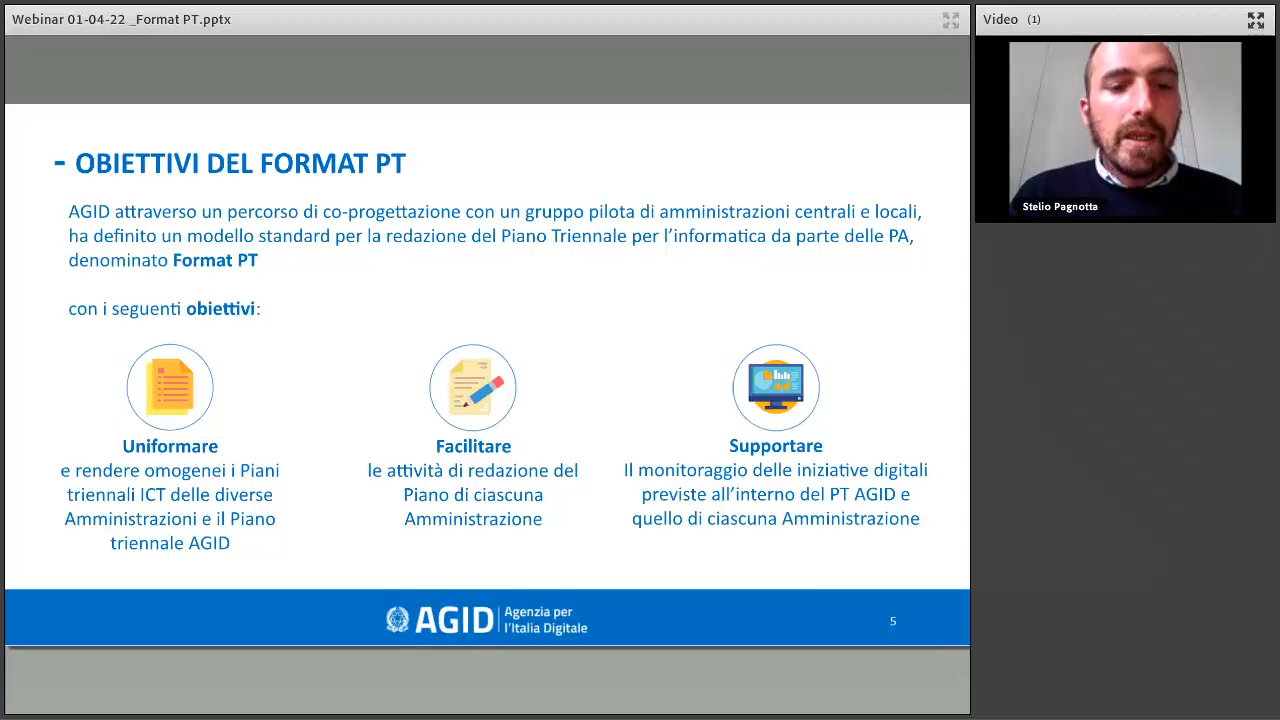 Webinar 01-04-22 _Format PT.pptx
Video (1)
Stelio Pagnotta
- OBIETTIVI DEL FORMAT PT
AGID attraverso un percorso di co-progettazione con un gruppo pilota di amministrazioni centrali e locali,
ha definito un modello standard per la redazione del Piano Triennale per l'informatica da parte delle PA,
denominato Format PT
con i seguenti obiettivi:
Uniformare
e rendere omogenei i Piani
triennali ICT delle diverse
Amministrazioni e il Piano
triennale AGID
Facilitare
le attività di redazione del
Piano di ciascuna
Amministrazione
Supportare
Il monitoraggio delle iniziative digitali
previste all'interno del PT AGID e
quello di ciascuna Amministrazione
AGID
Agenzia per
l'Italia Digitale
5